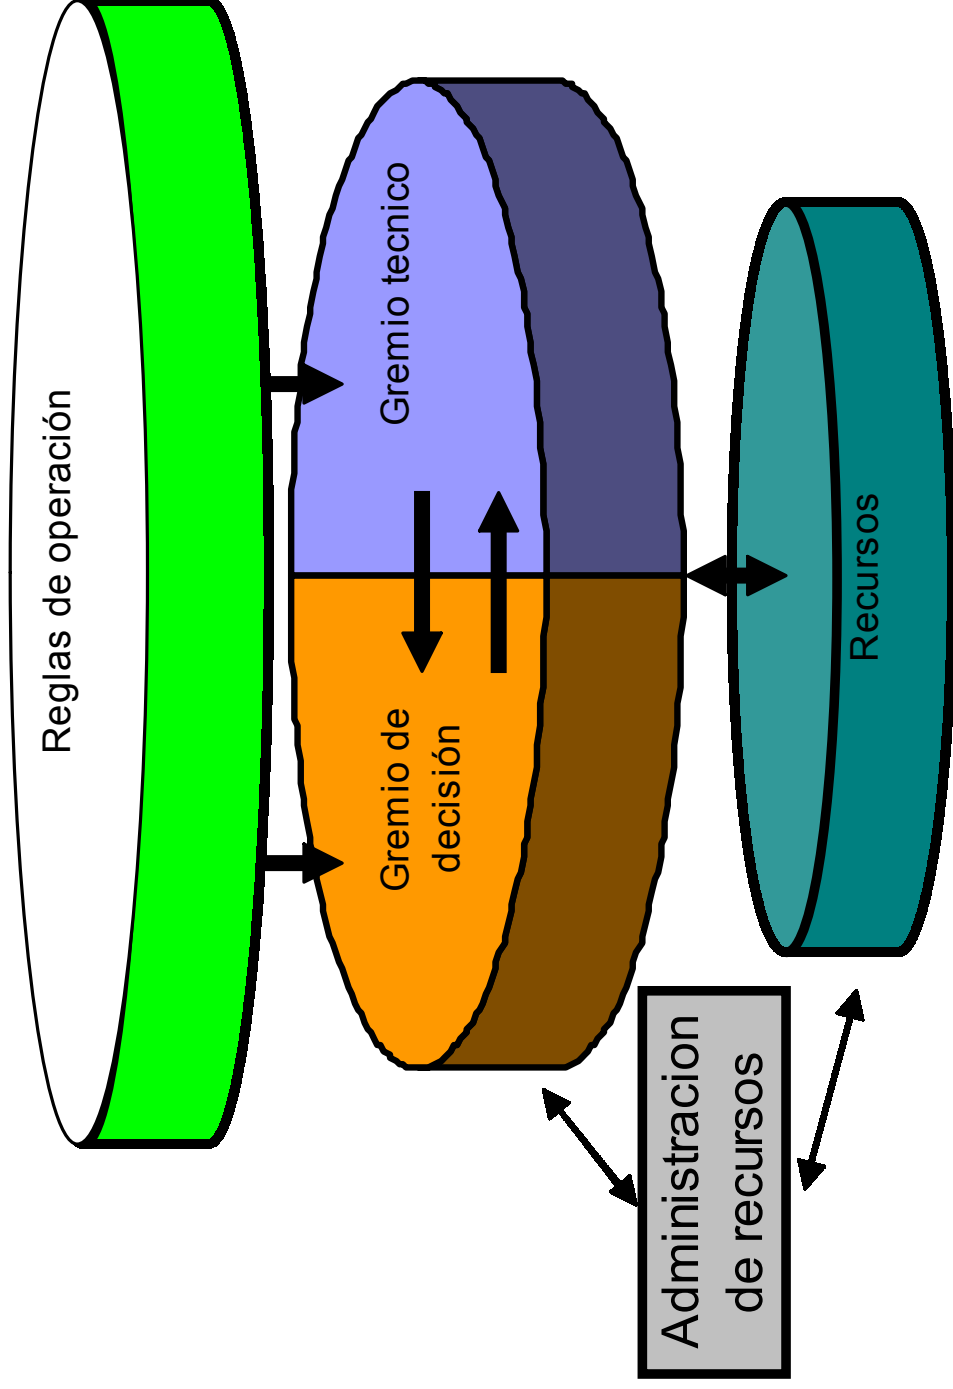 Reglas de operación
Gremio de
decisión
Gremio tecnico
Recursos
Administracion
de recursos